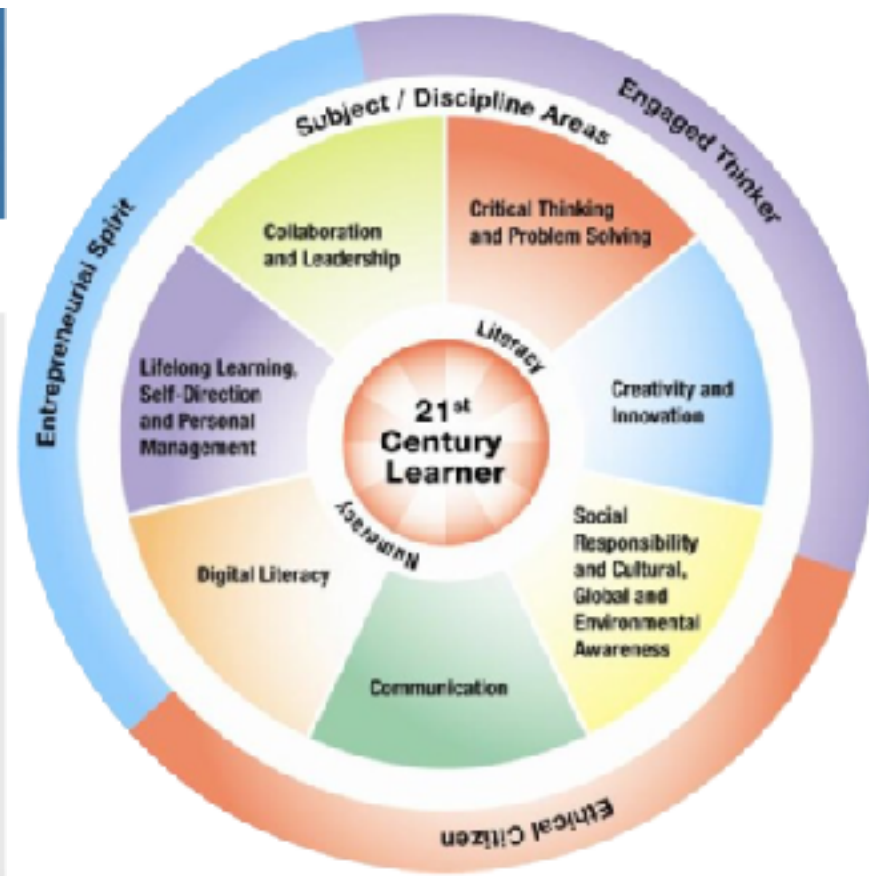 Entrepreneurial Spirit
Engaged Thinker
Ethical Citizen
Subject / Discipline Areas
Collaboration
and Leadership
Critical Thinking
and Problem Solving
Creativity and
Innovation
Social
Responsibility
and Cultural,
Global and
Environmental
Awareness
Communication
Digital Literacy
Lifelong Learning,
Self-Direction
and Personal
Management
Literacy
Numeracy
21st
Century
Learner